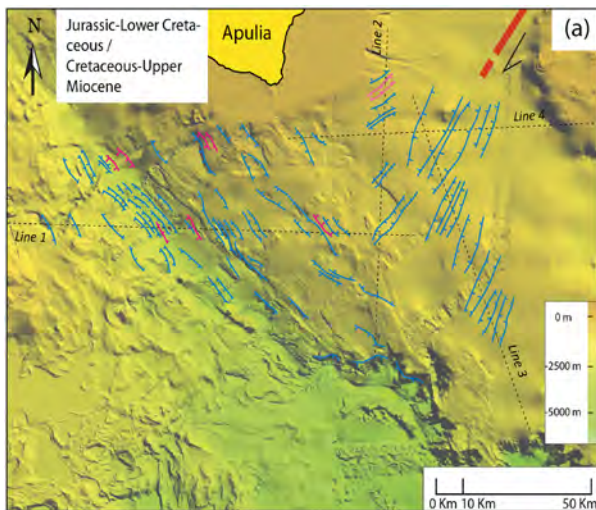 N
Jurassic-Lower Creta-
ceous /
Cretaceous-Upper
Miocene
Apulia
(a)
Line 2
Line 4
Line 1
Line 3
0 m
-2500 m
-5000 m
0 Km 10 Km 50 Km